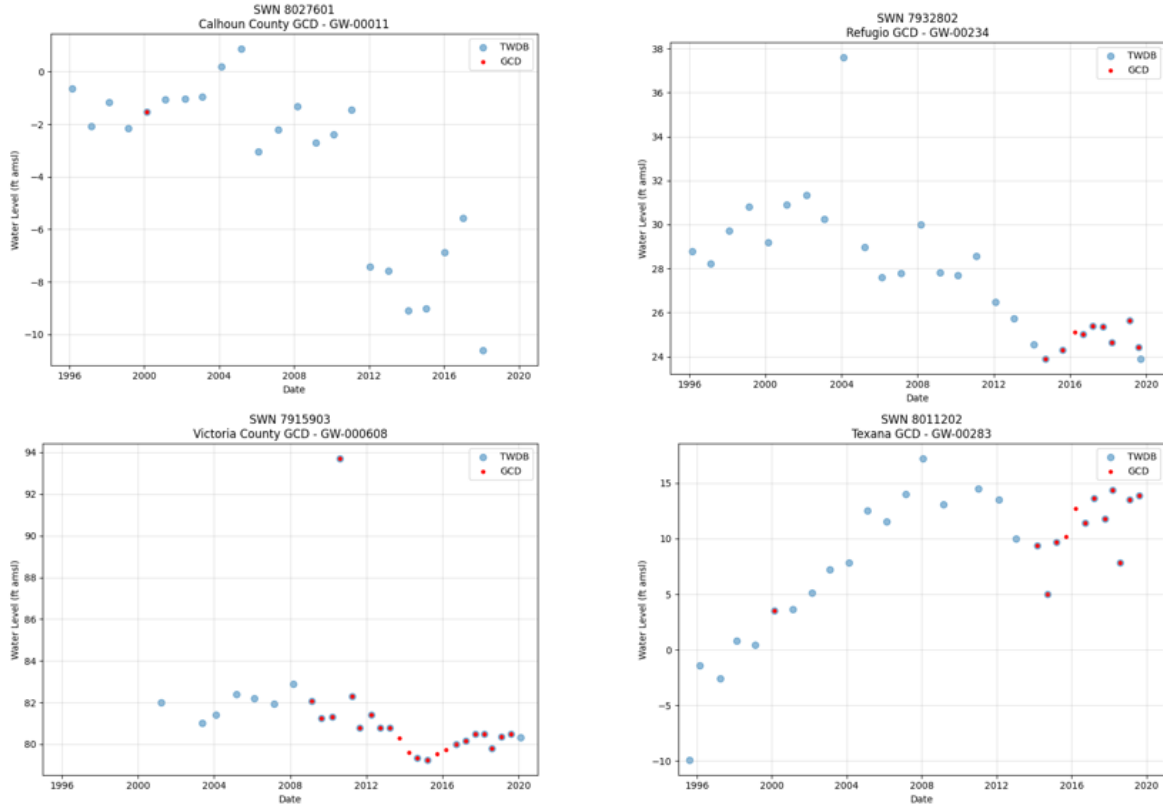 SWN 8027601
Calhoun County GCD - GW-00011
TWDB
GCD
0
−2
−4
−6
−8
−10
Water Level (ft amsl)
1996 2000 2004 2008 2012 2016 2020
Date
SWN 7932802
Refugio GCD - GW-00234
TWDB
GCD
38
36
34
32
30
28
26
24
Water Level (ft amsl)
1996 2000 2004 2008 2012 2016 2020
Date
SWN 7915903
Victoria County GCD - GW-000608
TWDB
GCD
94
92
90
88
86
84
82
80
Water Level (ft amsl)
1996 2000 2004 2008 2012 2016 2020
Date
SWN 8011202
Texana GCD - GW-00283
TWDB
GCD
15
10
5
0
−5
−10
Water Level (ft amsl)
1996 2000 2004 2008 2012 2016 2020
Date